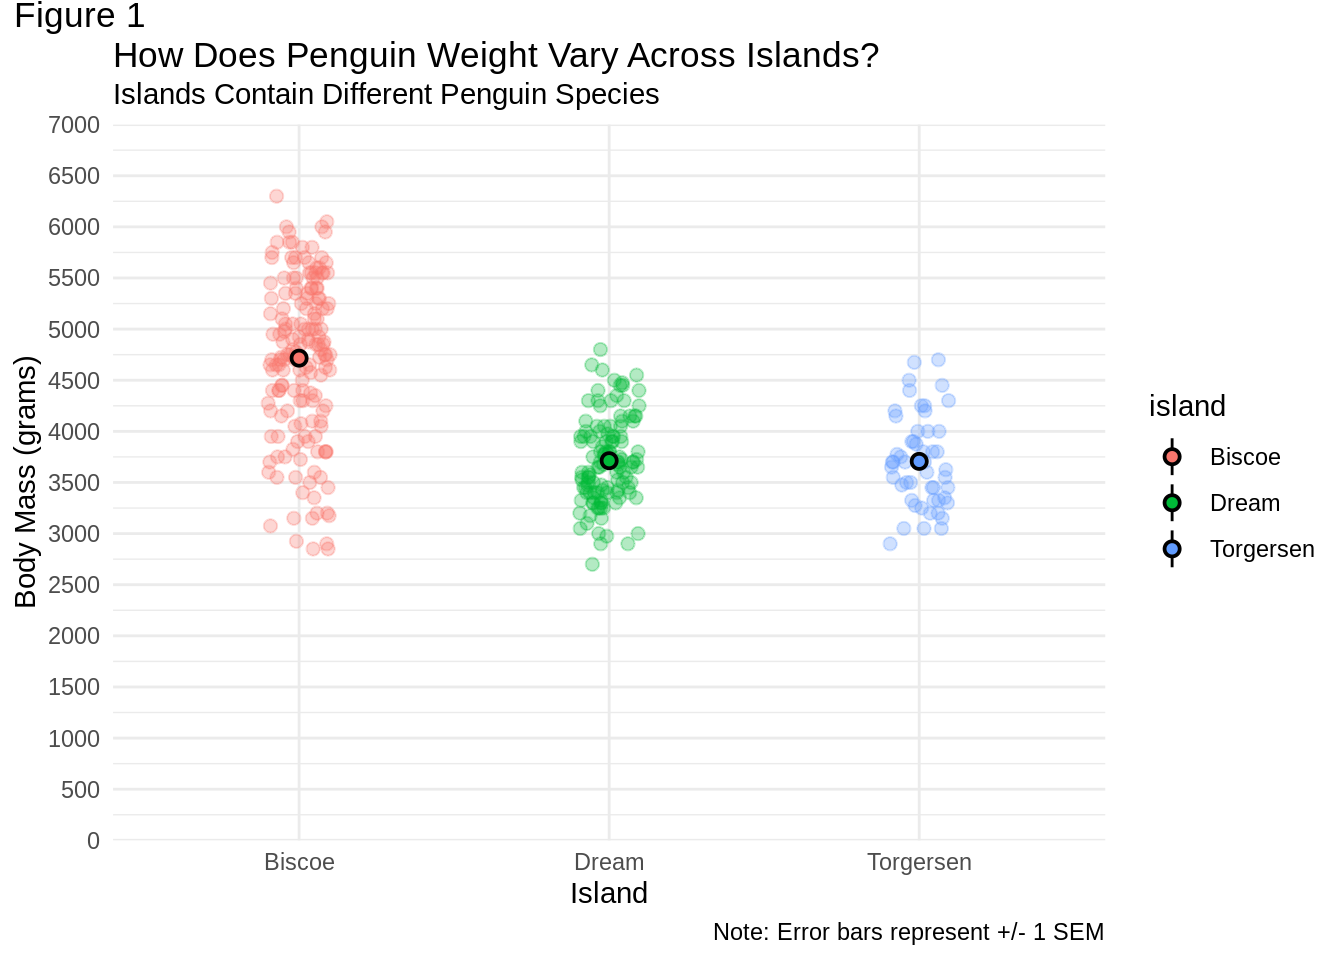 Figure 1
How Does Penguin Weight Vary Across Islands?
Islands Contain Different Penguin Species
7000
6500
6000
5500
5000
4500
4000
3500
3000
2500
2000
1500
1000
500
0
Body Mass (grams)
Biscoe
Dream
Torgersen
Island
island
Biscoe
Dream
Torgersen
Note: Error bars represent +/- 1 SEM